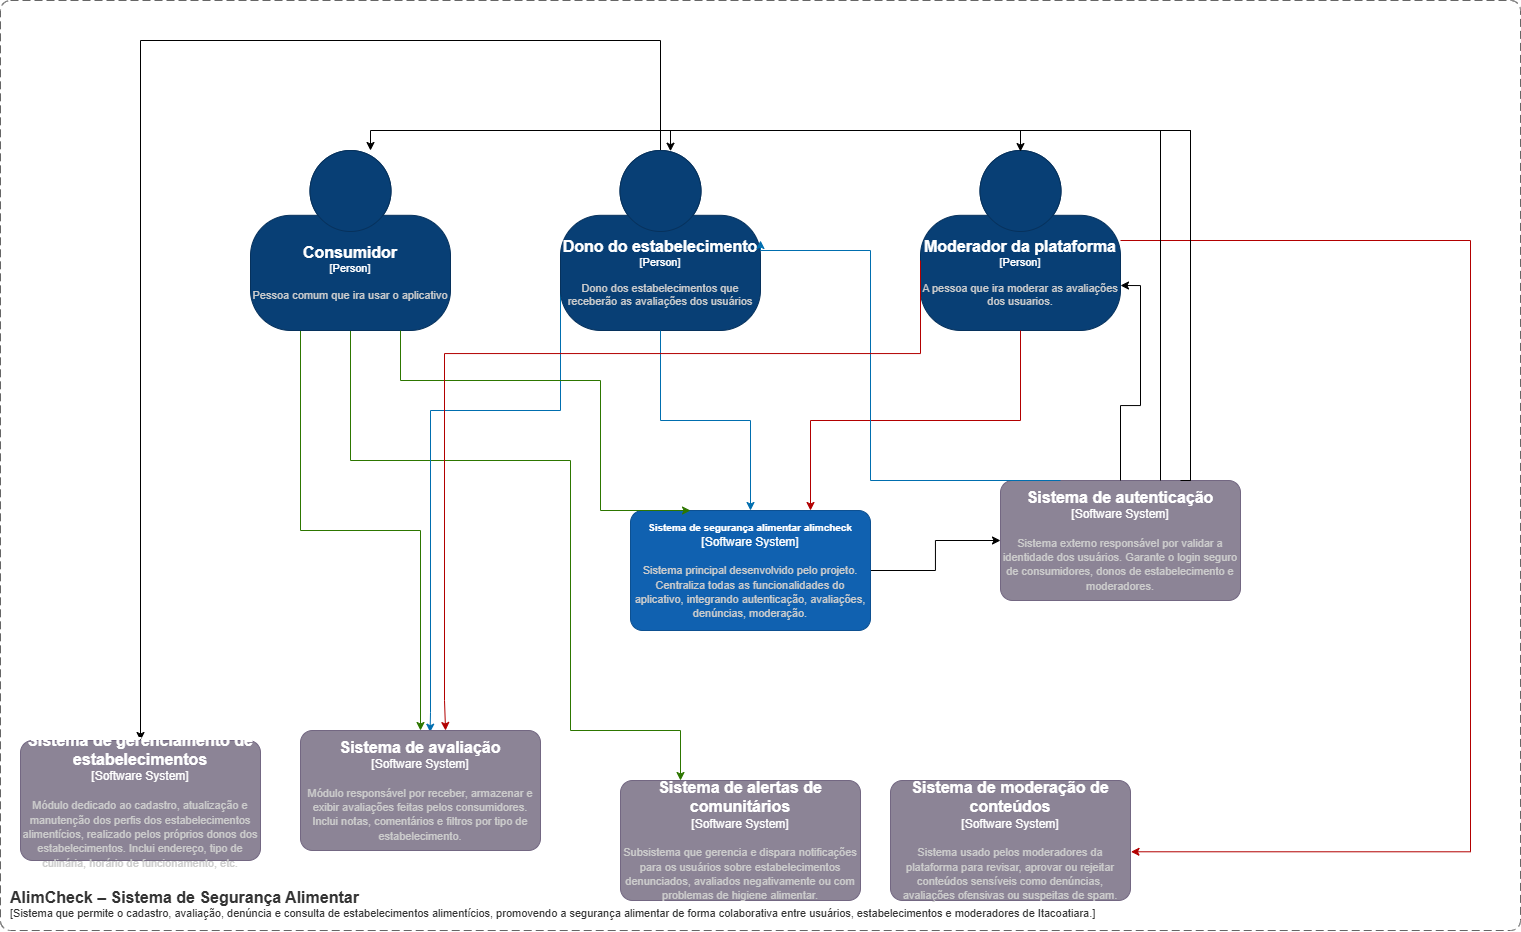 Consumidor
[Person]
Pessoa comum que ira usar o aplicativo
Dono do estabelecimento
[Person]
Dono dos estabelecimentos que
receberão as avaliações dos usuários
Moderador da plataforma
[Person]
A pessoa que ira moderar as avaliações
dos usuarios.
Sistema de segurança alimentar alimcheck
[Software System]
Sistema principal desenvolvido pelo projeto.
Centraliza todas as funcionalidades do
aplicativo, integrando autenticação, avaliações,
denúncias, moderação.
Sistema de autenticação
[Software System]
Sistema externo responsável por validar a
identidade dos usuários. Garante o login seguro
de consumidores, donos de estabelecimento e
moderadores.
Sistema de gerenciamento de
estabelecimentos
[Software System]
Módulo dedicado ao cadastro, atualização e
manutenção dos perfis dos estabelecimentos
alimentícios, realizado pelos próprios donos dos
estabelecimentos. Inclui endereço, tipo de
culinária, horário de funcionamento, etc.
Sistema de avaliação
[Software System]
Módulo responsável por receber, armazenar e
exibir avaliações feitas pelos consumidores.
Inclui notas, comentários e filtros por tipo de
estabelecimento.
Sistema de alertas de
comunitários
[Software System]
Subsistema que gerencia e dispara notificações
para os usuários sobre estabelecimentos
denunciados, avaliados negativamente ou com
problemas de higiene alimentar.
Sistema de moderação de
conteúdos
[Software System]
Sistema usado pelos moderadores da
plataforma para revisar, aprovar ou rejeitar
conteúdos sensíveis como denúncias,
avaliações ofensivas ou suspeitas de spam.
AlimCheck – Sistema de Segurança Alimentar
[Sistema que permite o cadastro, avaliação, denúncia e consulta de estabelecimentos alimentícios, promovendo a segurança alimentar de forma colaborativa entre usuários, estabelecimentos e moderadores de Itacoatiara.]